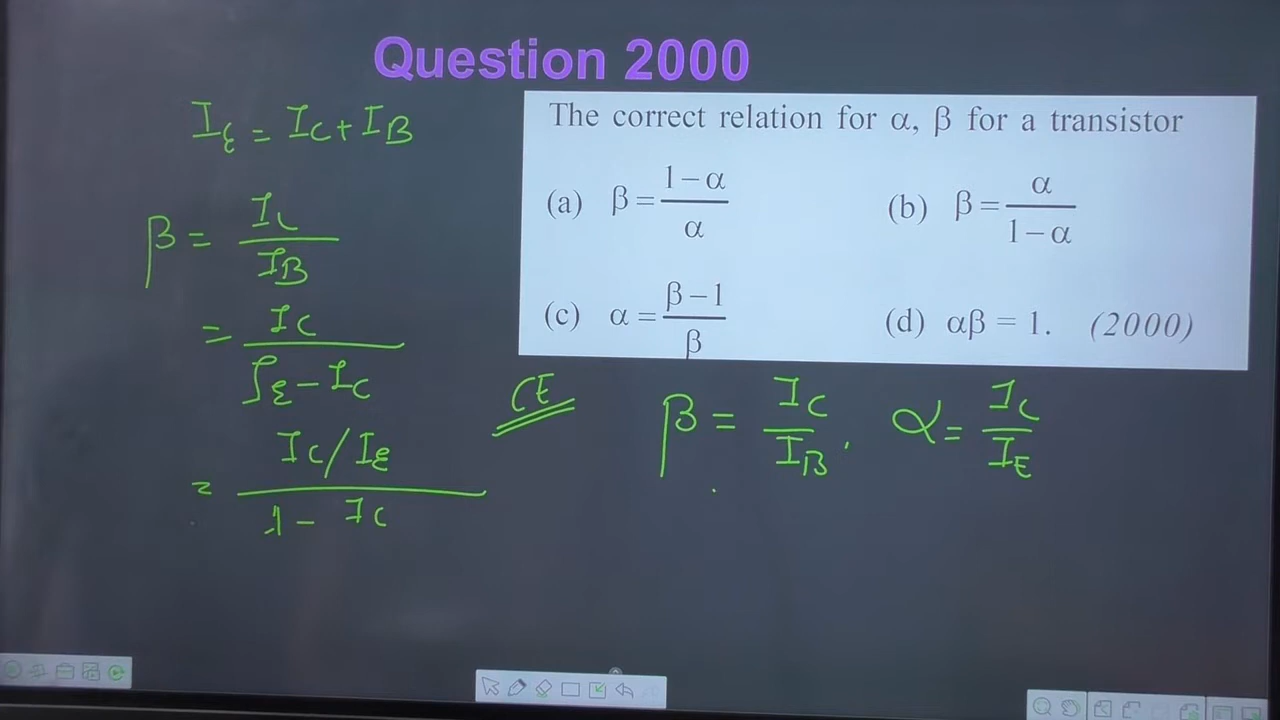 Question 2000
The correct relation for α, β for a transistor
(a) β = (1 − α)/α
(b) β = α/(1 − α)
(c) α = (β − 1)/β
(d) αβ = 1. (2000)
I_E = I_C + I_B
β = I_C/I_B
= I_C/(I_E − I_C)
= (I_C/I_E)/(1 − I_C
CE
β = I_C/I_B, α = I_C/I_E